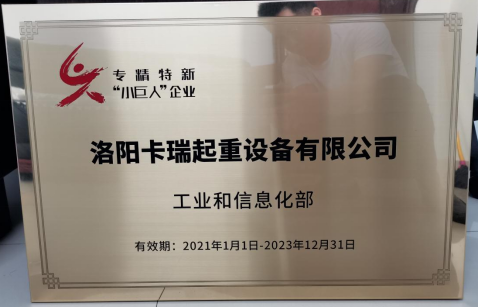 专精特新
“小巨人”企业
洛阳卡瑞起重设备有限公司
工业和信息化部
有效期：2021年1月1日-2023年12月31日